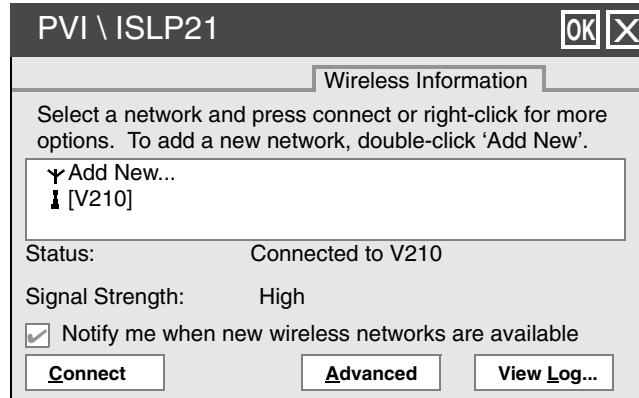 PVI \ ISLP21 OK X
Wireless Information
Select a network and press connect or right-click for more
options. To add a new network, double-click 'Add New'.
Add New...
[V210]
Status: Connected to V210
Signal Strength: High
Notify me when new wireless networks are available
Connect Advanced View Log...